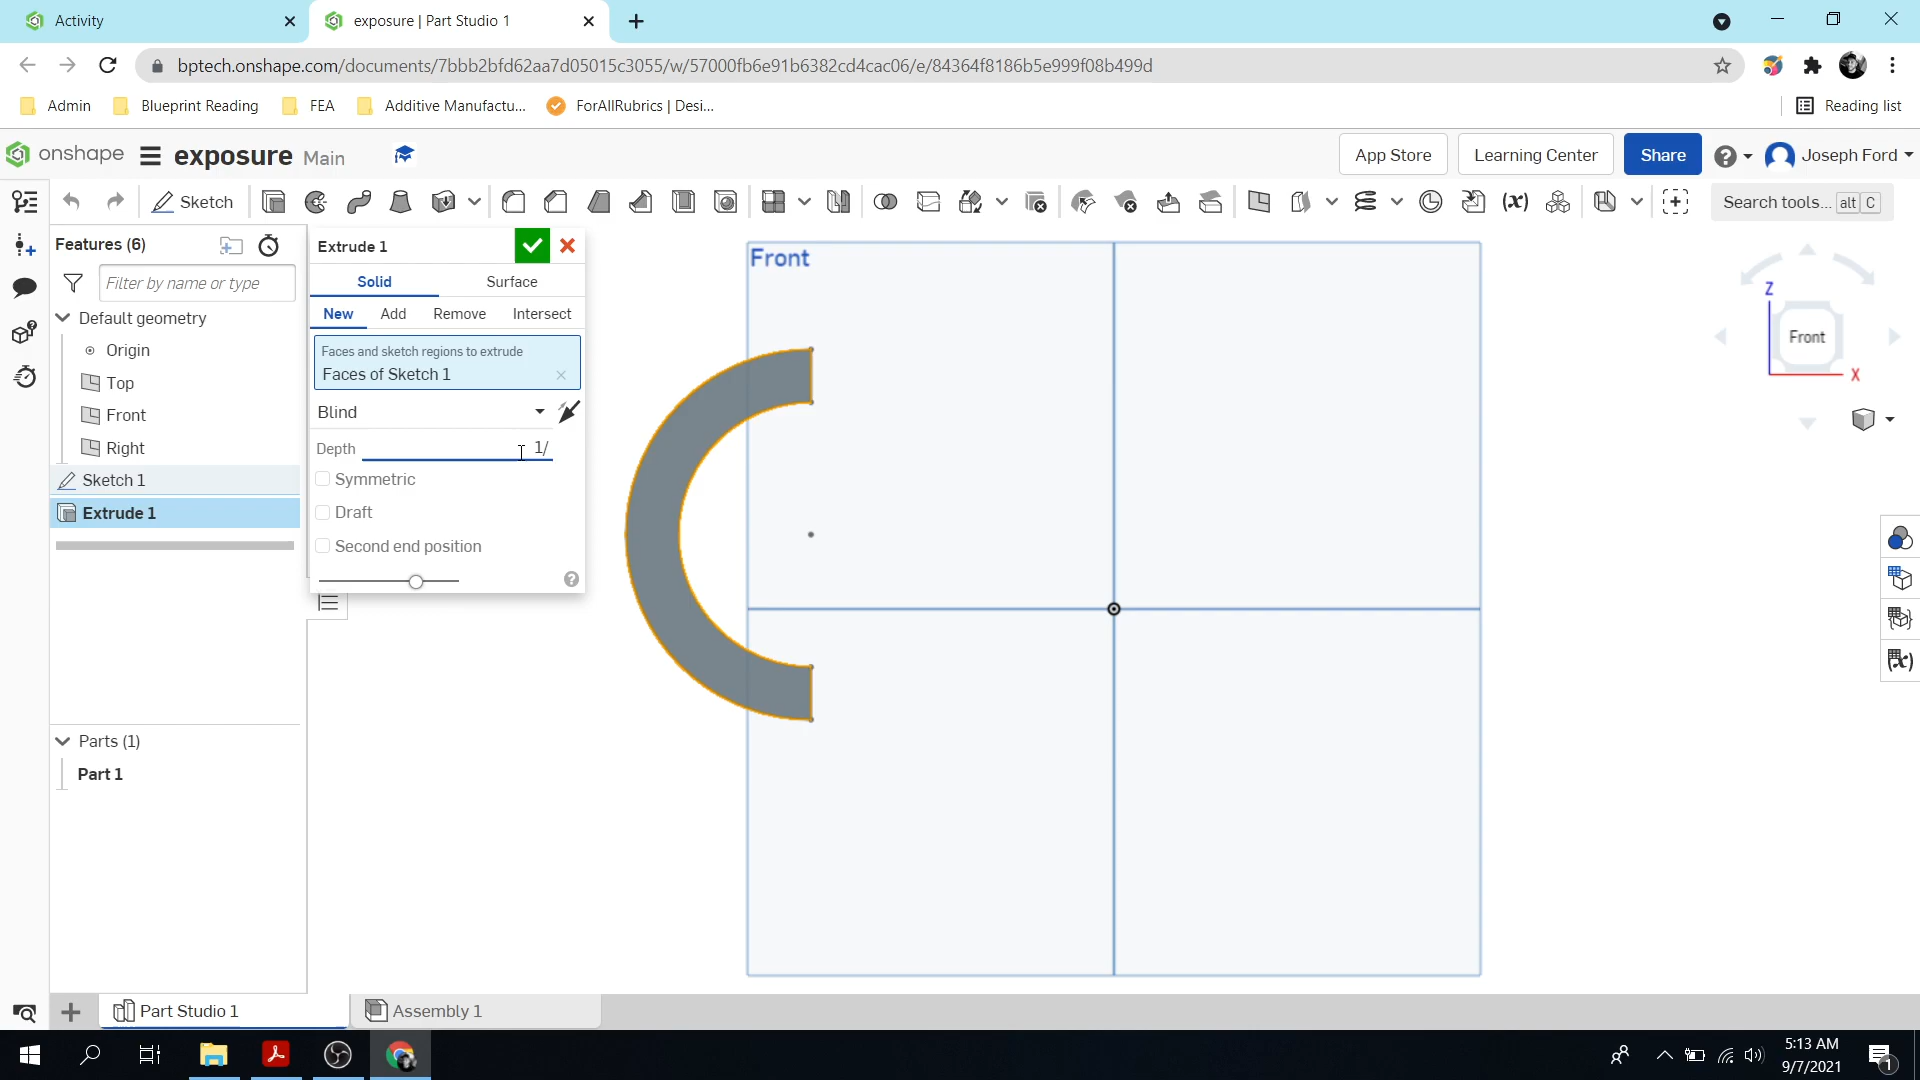 Activity
exposure | Part Studio 1
bptech.onshape.com/documents/7bbb2bfd62aa7d05015c3055/w/57000fb6e91b6382cd4cac06/e/84364f8186b5e999f08b499d
Admin
Blueprint Reading
FEA
Additive Manufactu...
ForAllRubrics | Desi...
Reading list
onshape
exposure Main
App Store
Learning Center
Share
Joseph Ford
Sketch
Search tools... alt C
Features (6)
Filter by name or type
Default geometry
Origin
Top
Front
Right
Sketch 1
Extrude 1
Parts (1)
Part 1
Extrude 1
Solid
Surface
New
Add
Remove
Intersect
Faces and sketch regions to extrude
Faces of Sketch 1
Blind
Depth 1/
Symmetric
Draft
Second end position
Front
Z
Front
X
Part Studio 1
Assembly 1
5:13 AM
9/7/2021
1